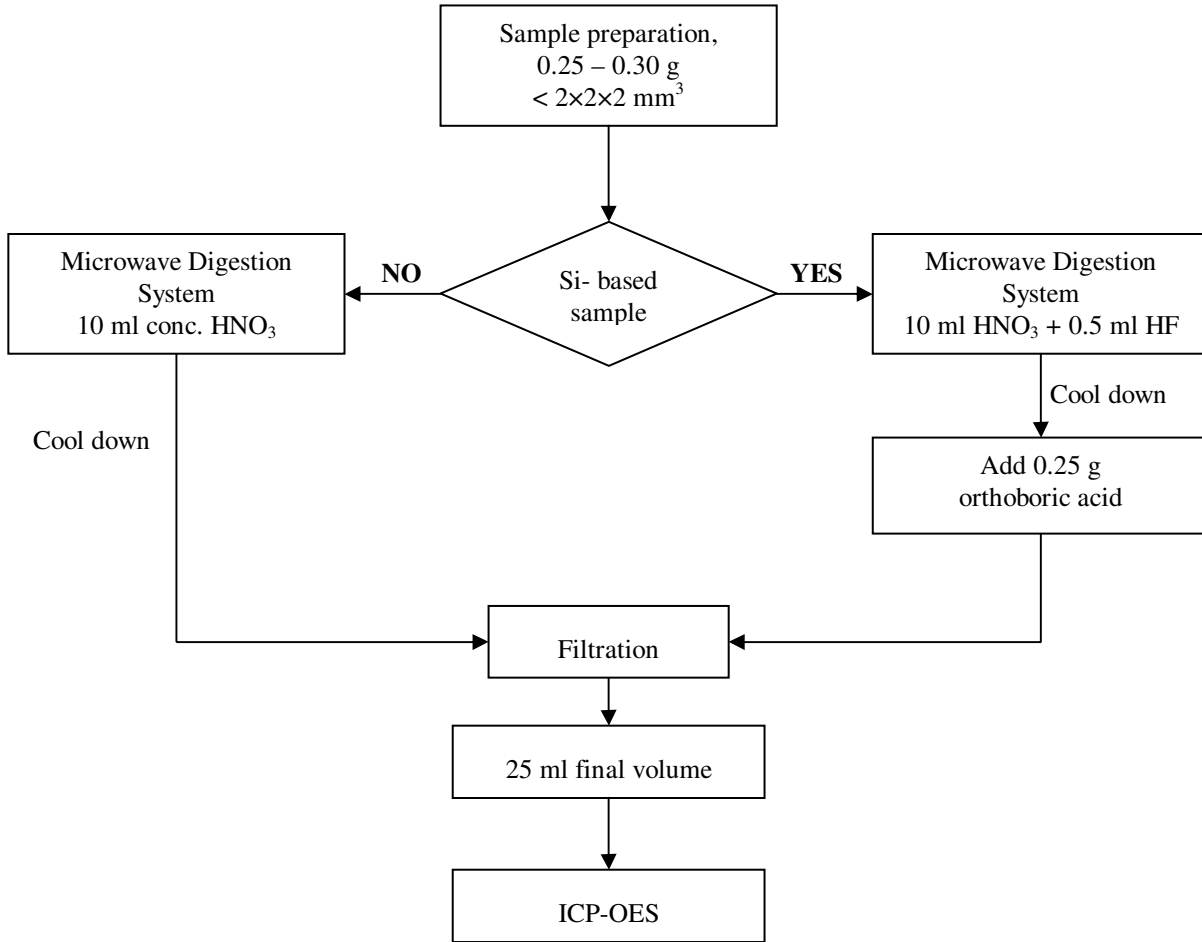 Sample preparation,
0.25 – 0.30 g
< 2×2×2 mm³
Microwave Digestion
System
10 ml conc. HNO₃
NO
Si- based
sample
YES
Microwave Digestion
System
10 ml HNO₃ + 0.5 ml HF
Cool down
Cool down
Add 0.25 g
orthoboric acid
Filtration
25 ml final volume
ICP-OES